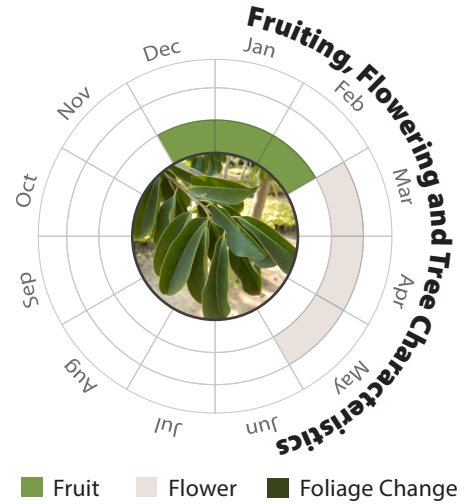 Fruiting, Flowering and Tree Characteristics
Jan
Feb
Mar
Apr
May
Jun
Jul
Aug
Sep
Oct
Nov
Dec
Fruit
Flower
Foliage Change